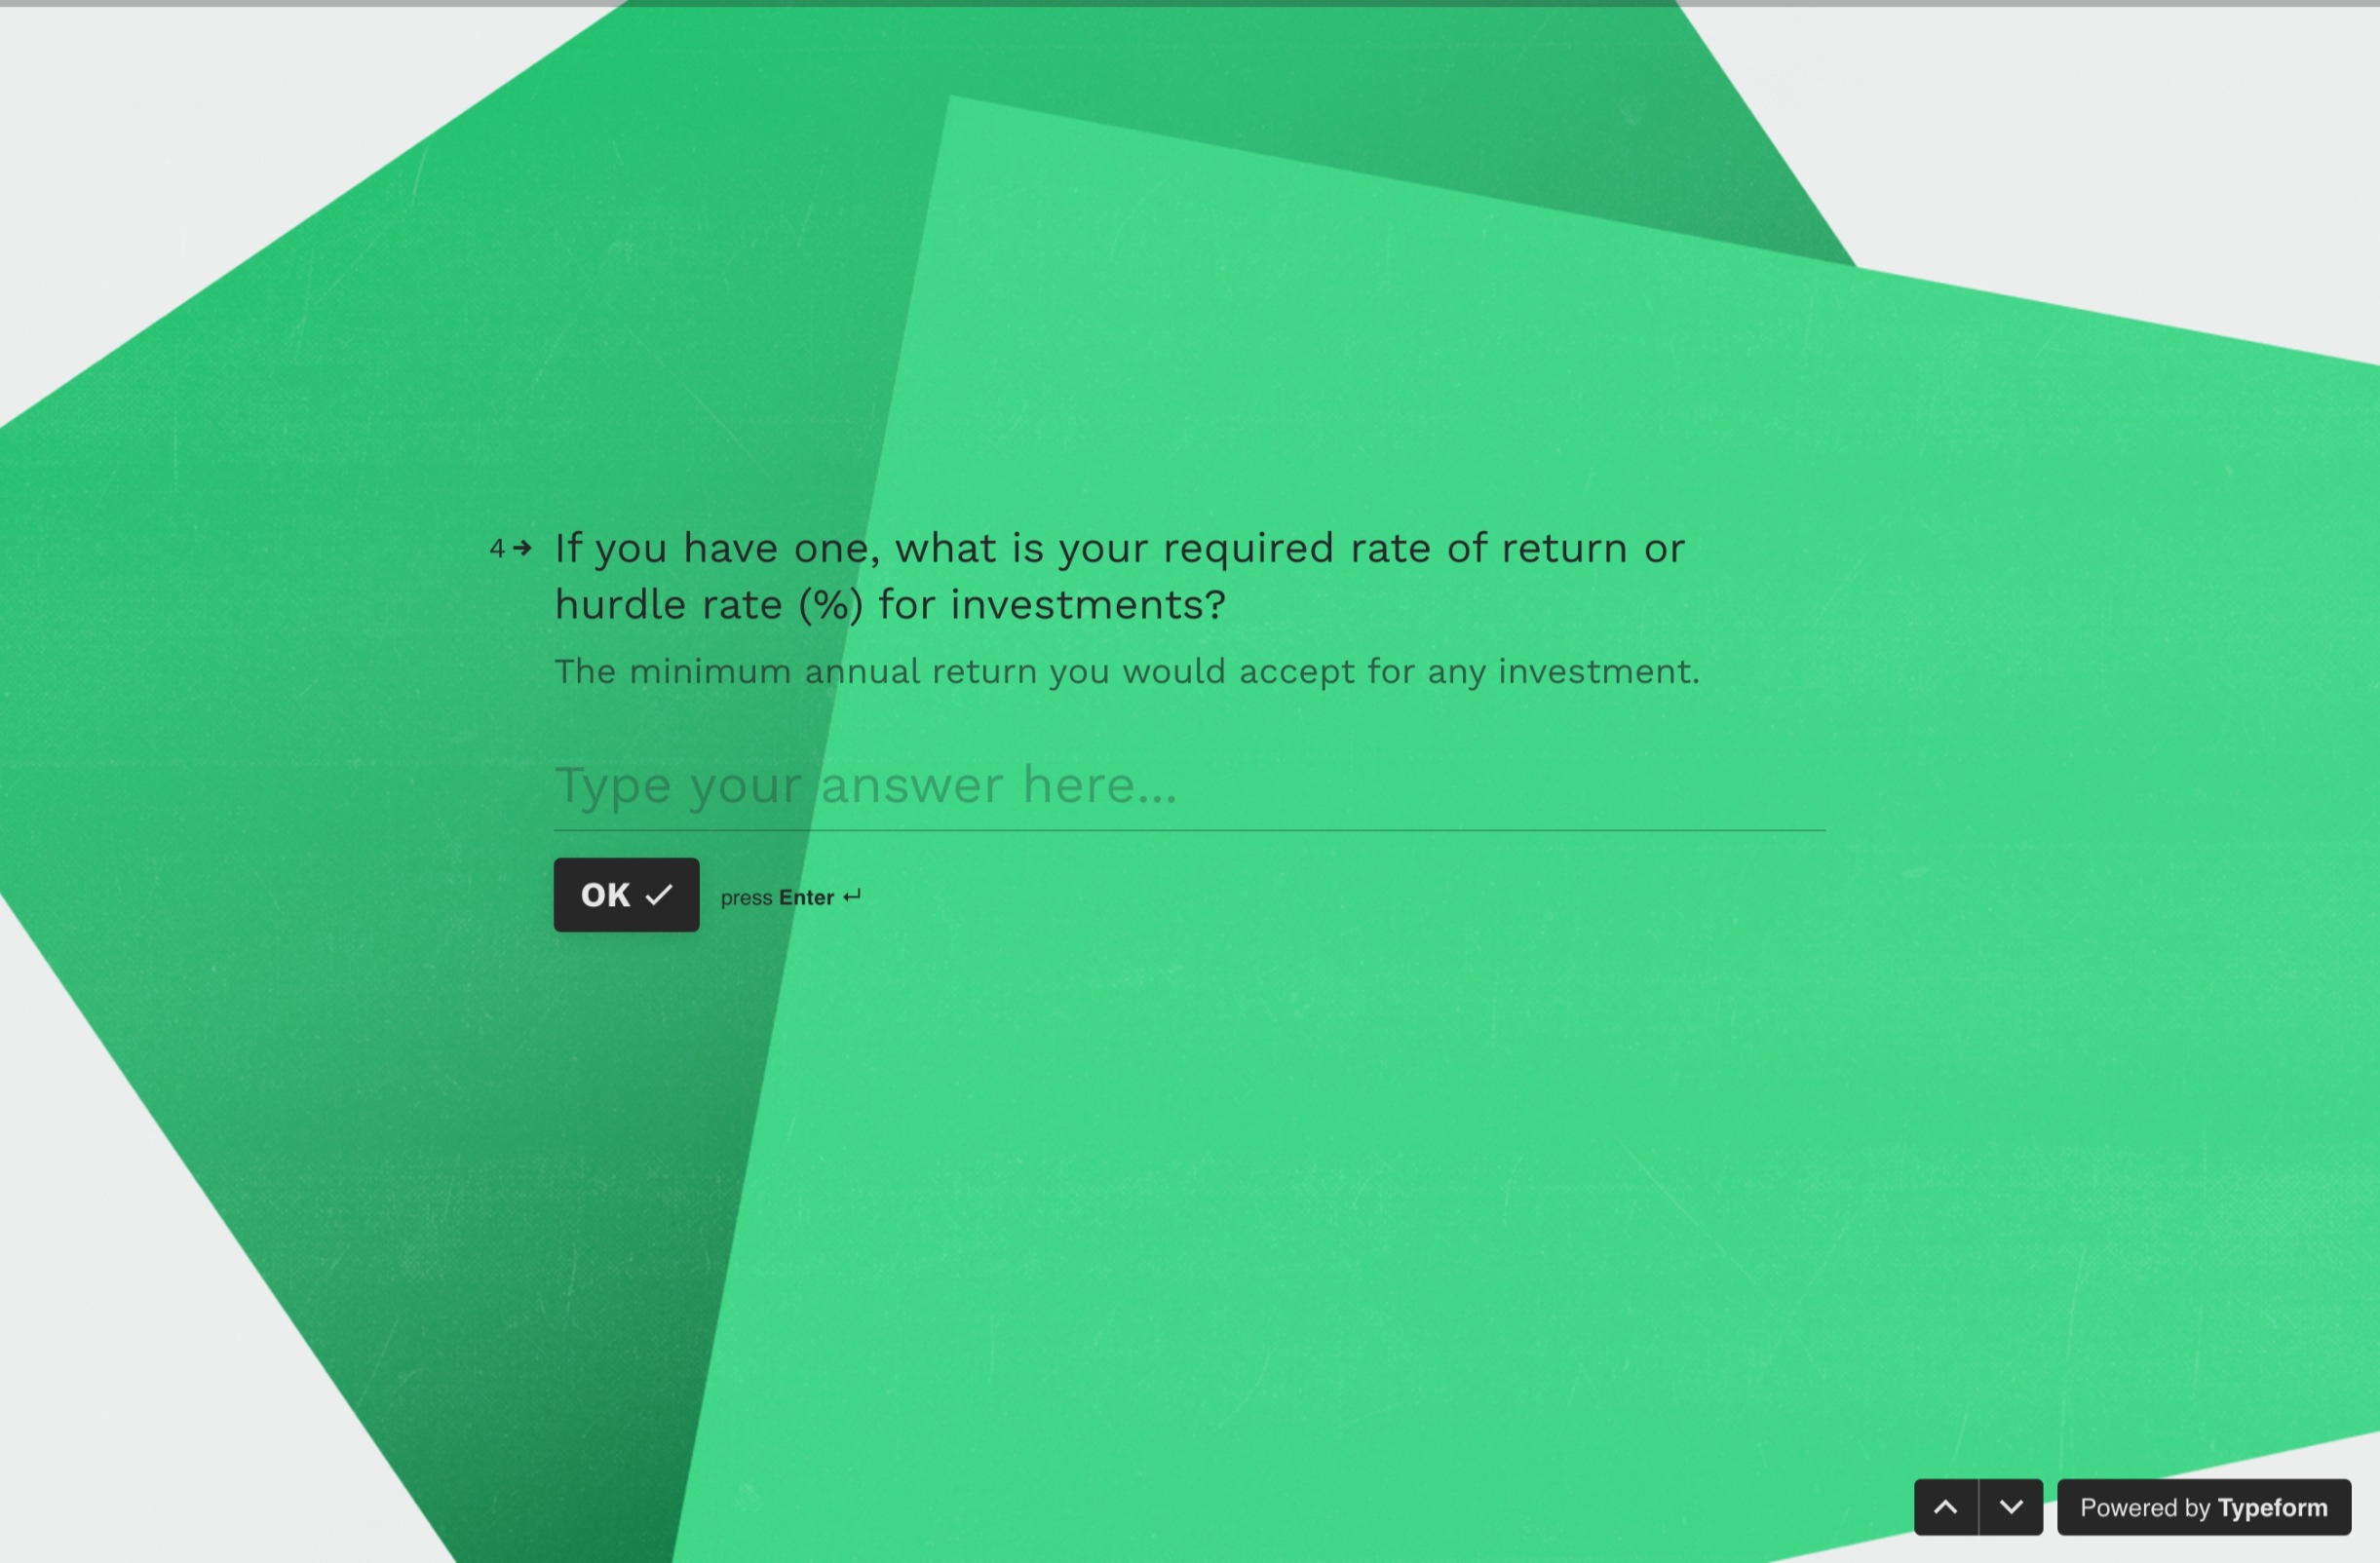 4→ If you have one, what is your required rate of return or
hurdle rate (%) for investments?
The minimum annual return you would accept for any investment.
Type your answer here...
OK ✓ press Enter ↵
Powered by Typeform